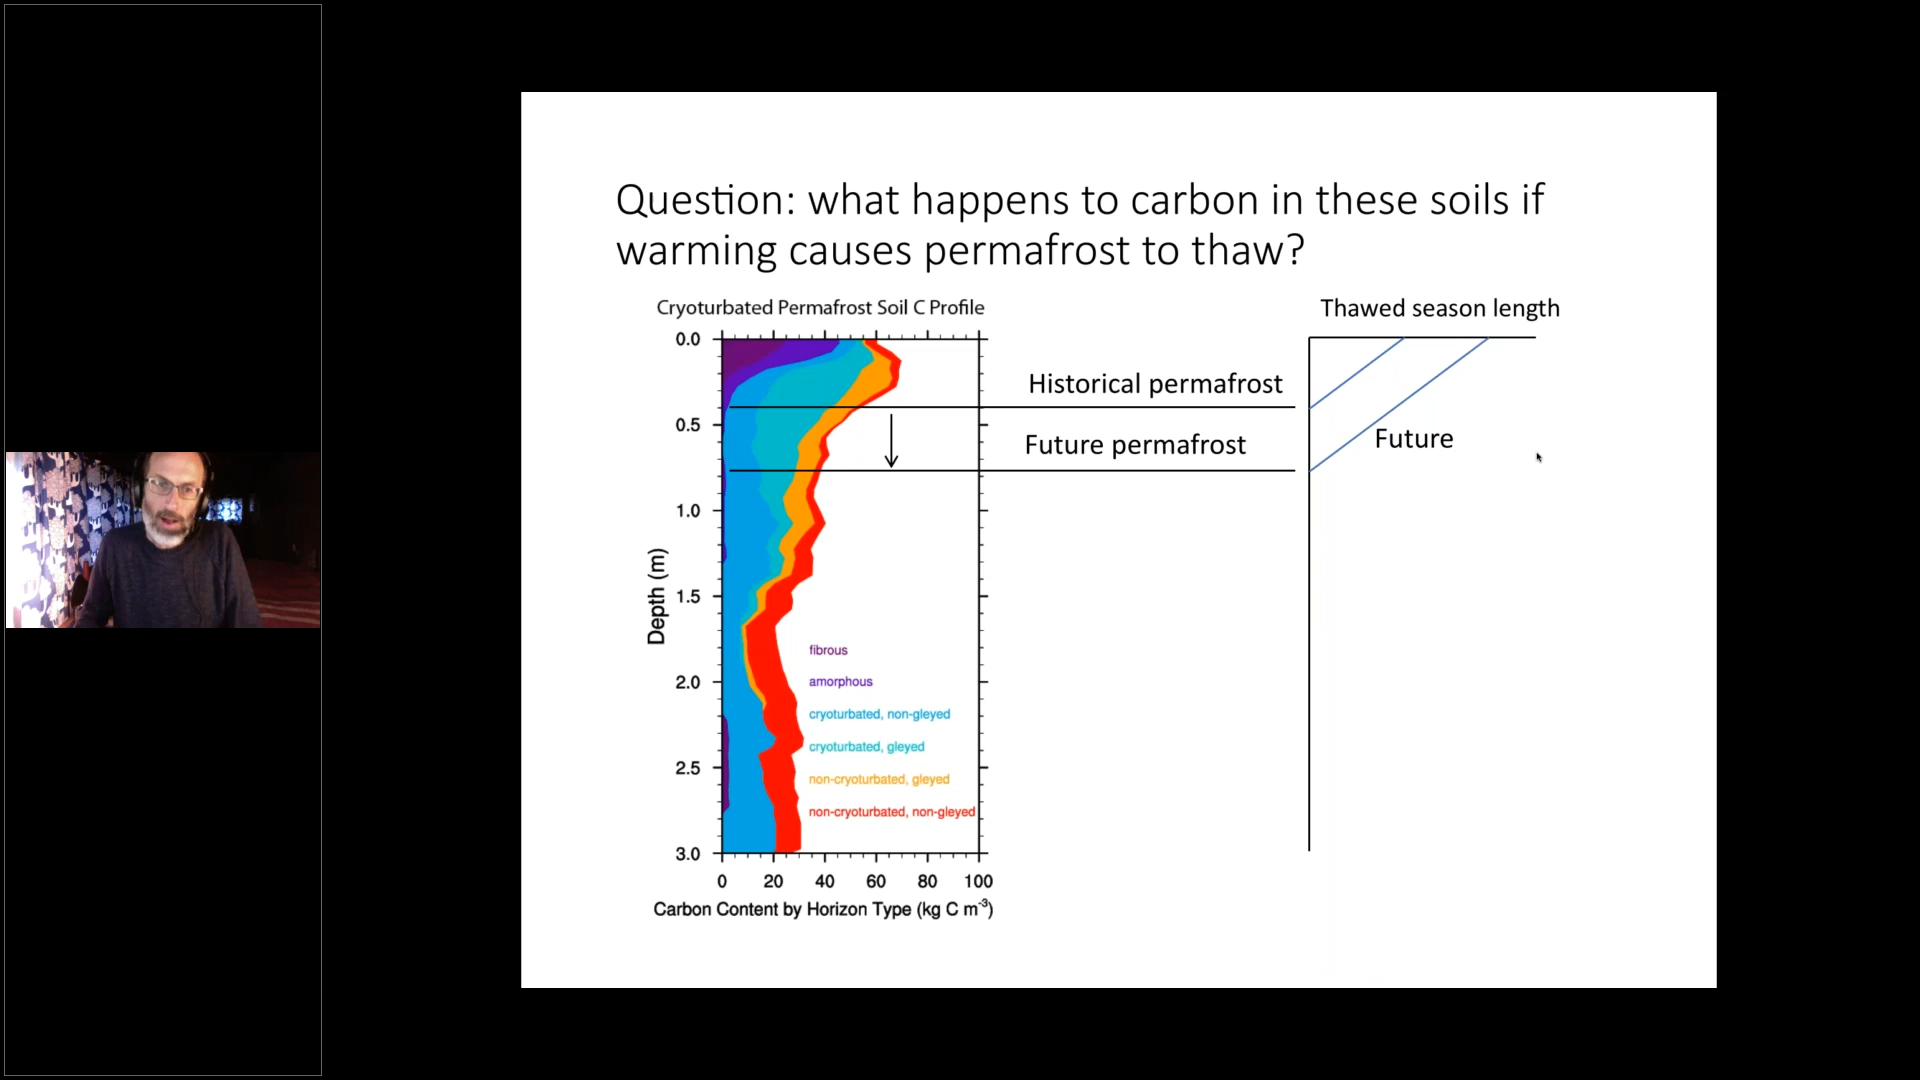 Question: what happens to carbon in these soils if
warming causes permafrost to thaw?
Cryoturbated Permafrost Soil C Profile
Thawed season length
0.0
0.5
1.0
1.5
2.0
2.5
3.0
Depth (m)
Historical permafrost
Future permafrost
Future
fibrous
amorphous
cryoturbated, non-gleyed
cryoturbated, gleyed
non-cryoturbated, gleyed
non-cryoturbated, non-gleyed
0 20 40 60 80 100
Carbon Content by Horizon Type (kg C m⁻³)